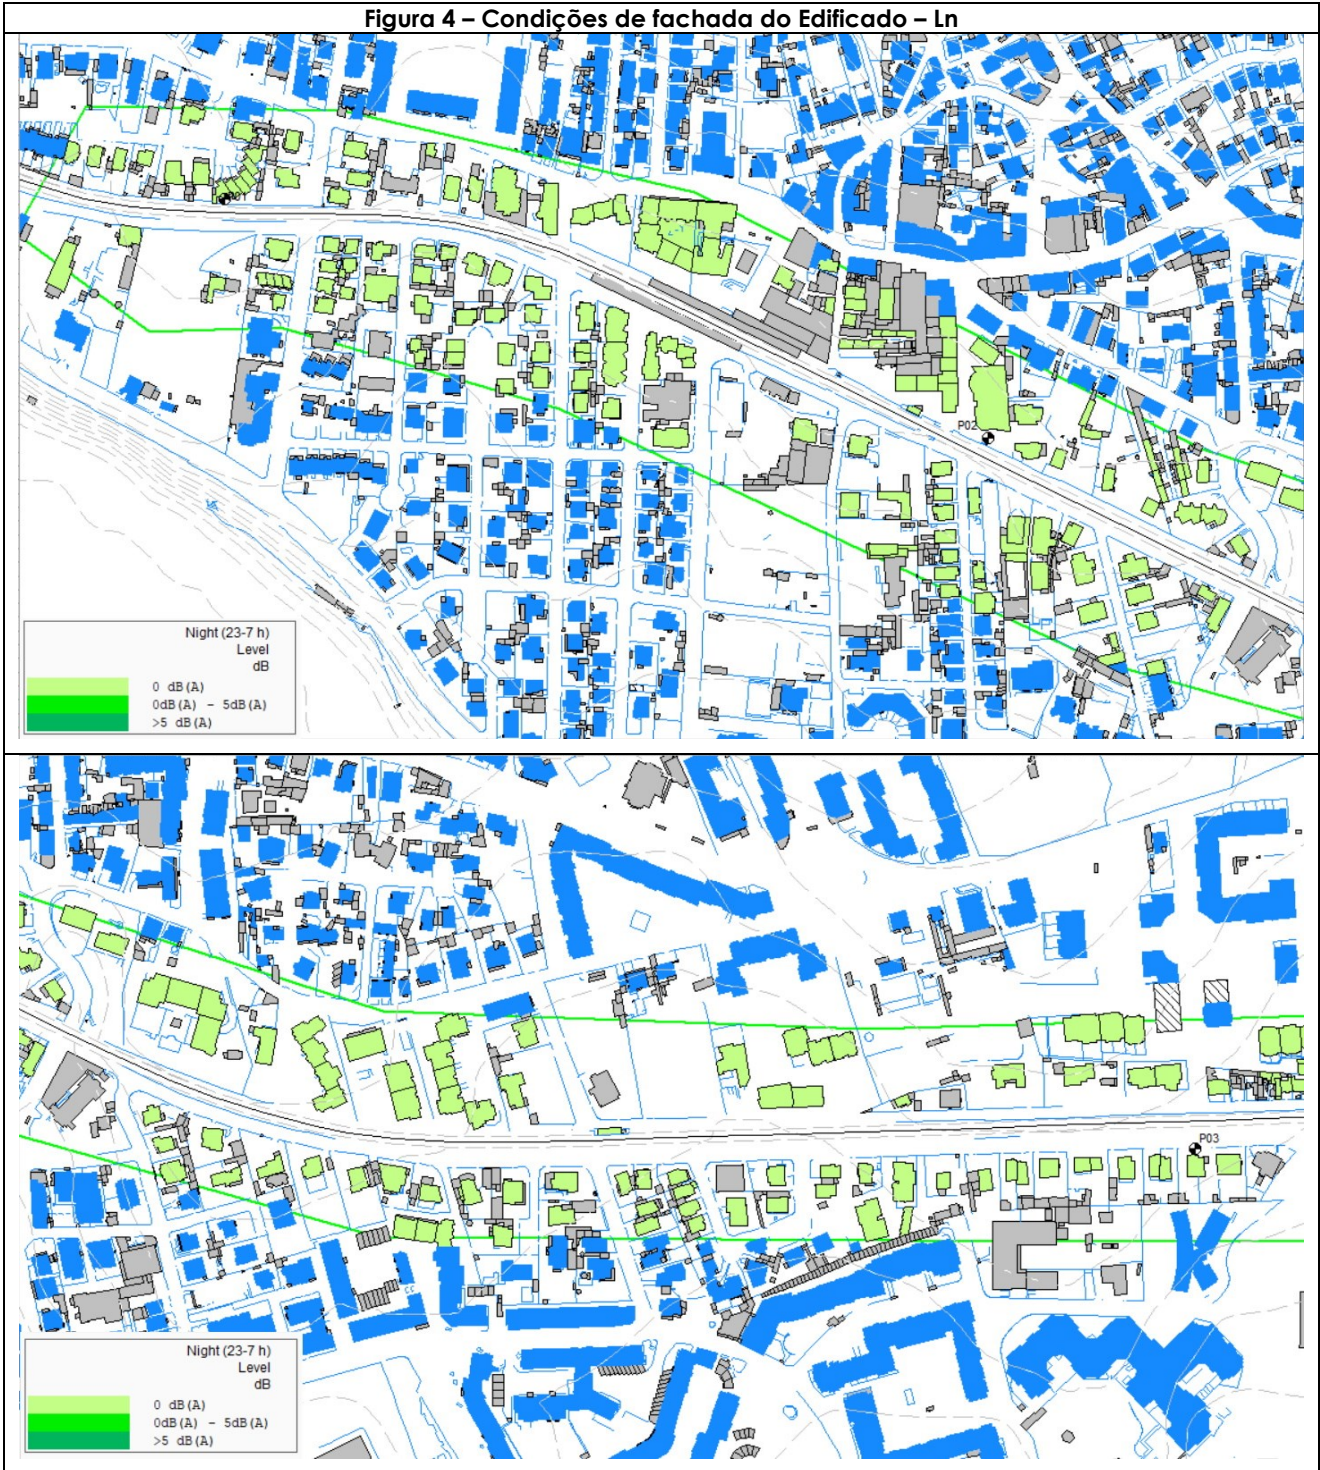 Figura 4 – Condições de fachada do Edificado – Ln
P02
Night (23-7 h)
Level
dB
0 dB(A)
0dB(A) - 5dB(A)
>5 dB(A)
P03
Night (23-7 h)
Level
dB
0 dB(A)
0dB(A) - 5dB(A)
>5 dB(A)